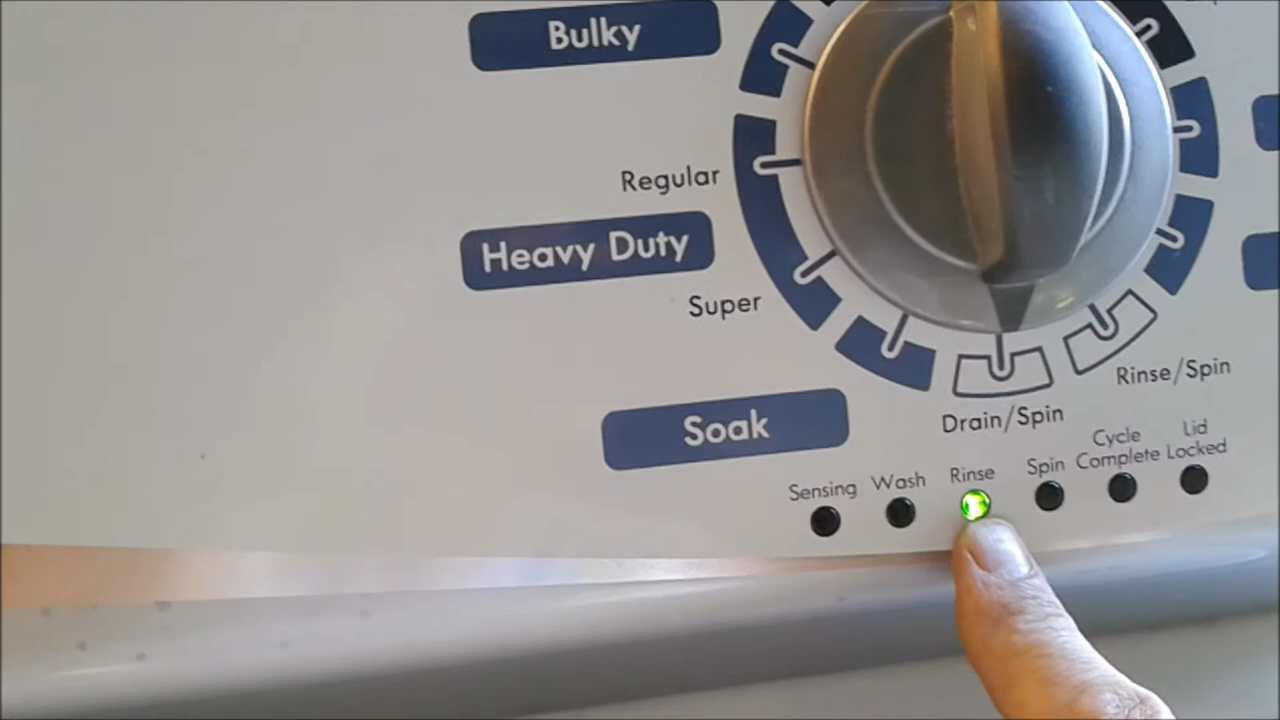 Bulky
Regular
Heavy Duty
Super
Soak
Drain/Spin
Rinse/Spin
Sensing
Wash
Rinse
Spin
Cycle
Complete
Lid
Locked